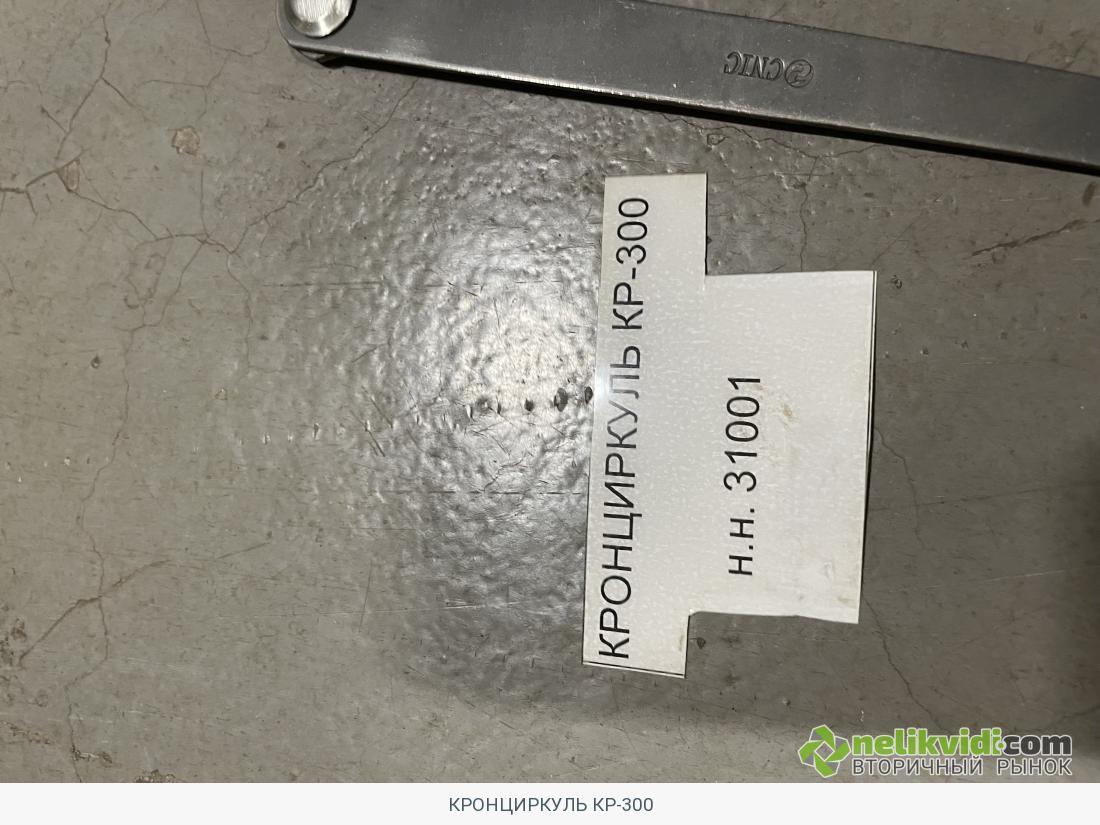 CNIC
КРОНЦИРКУЛЬ КР-300
н.н. 31001
nelikvidi.com
ВТОРИЧНЫЙ РЫНОК
КРОНЦИРКУЛЬ КР-300